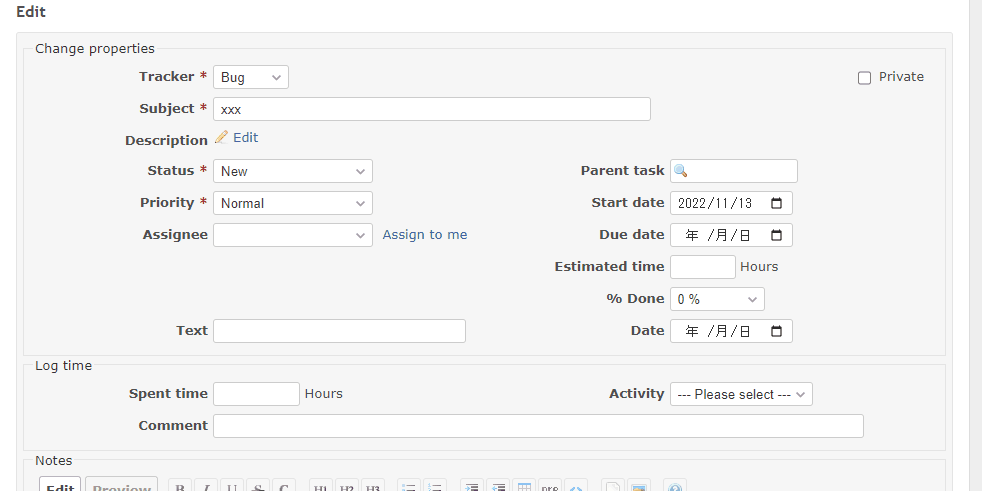 Edit
Change properties
Tracker * Bug Private
Subject * xxx
Description Edit
Status * New Parent task
Priority * Normal Start date 2022/11/13
Assignee Assign to me Due date 年 /月/日
Estimated time Hours
% Done 0 %
Text Date 年 /月/日
Log time
Spent time Hours Activity --- Please select ---
Comment
Notes
Edit Preview B I U S C H1 H2 H3 pre